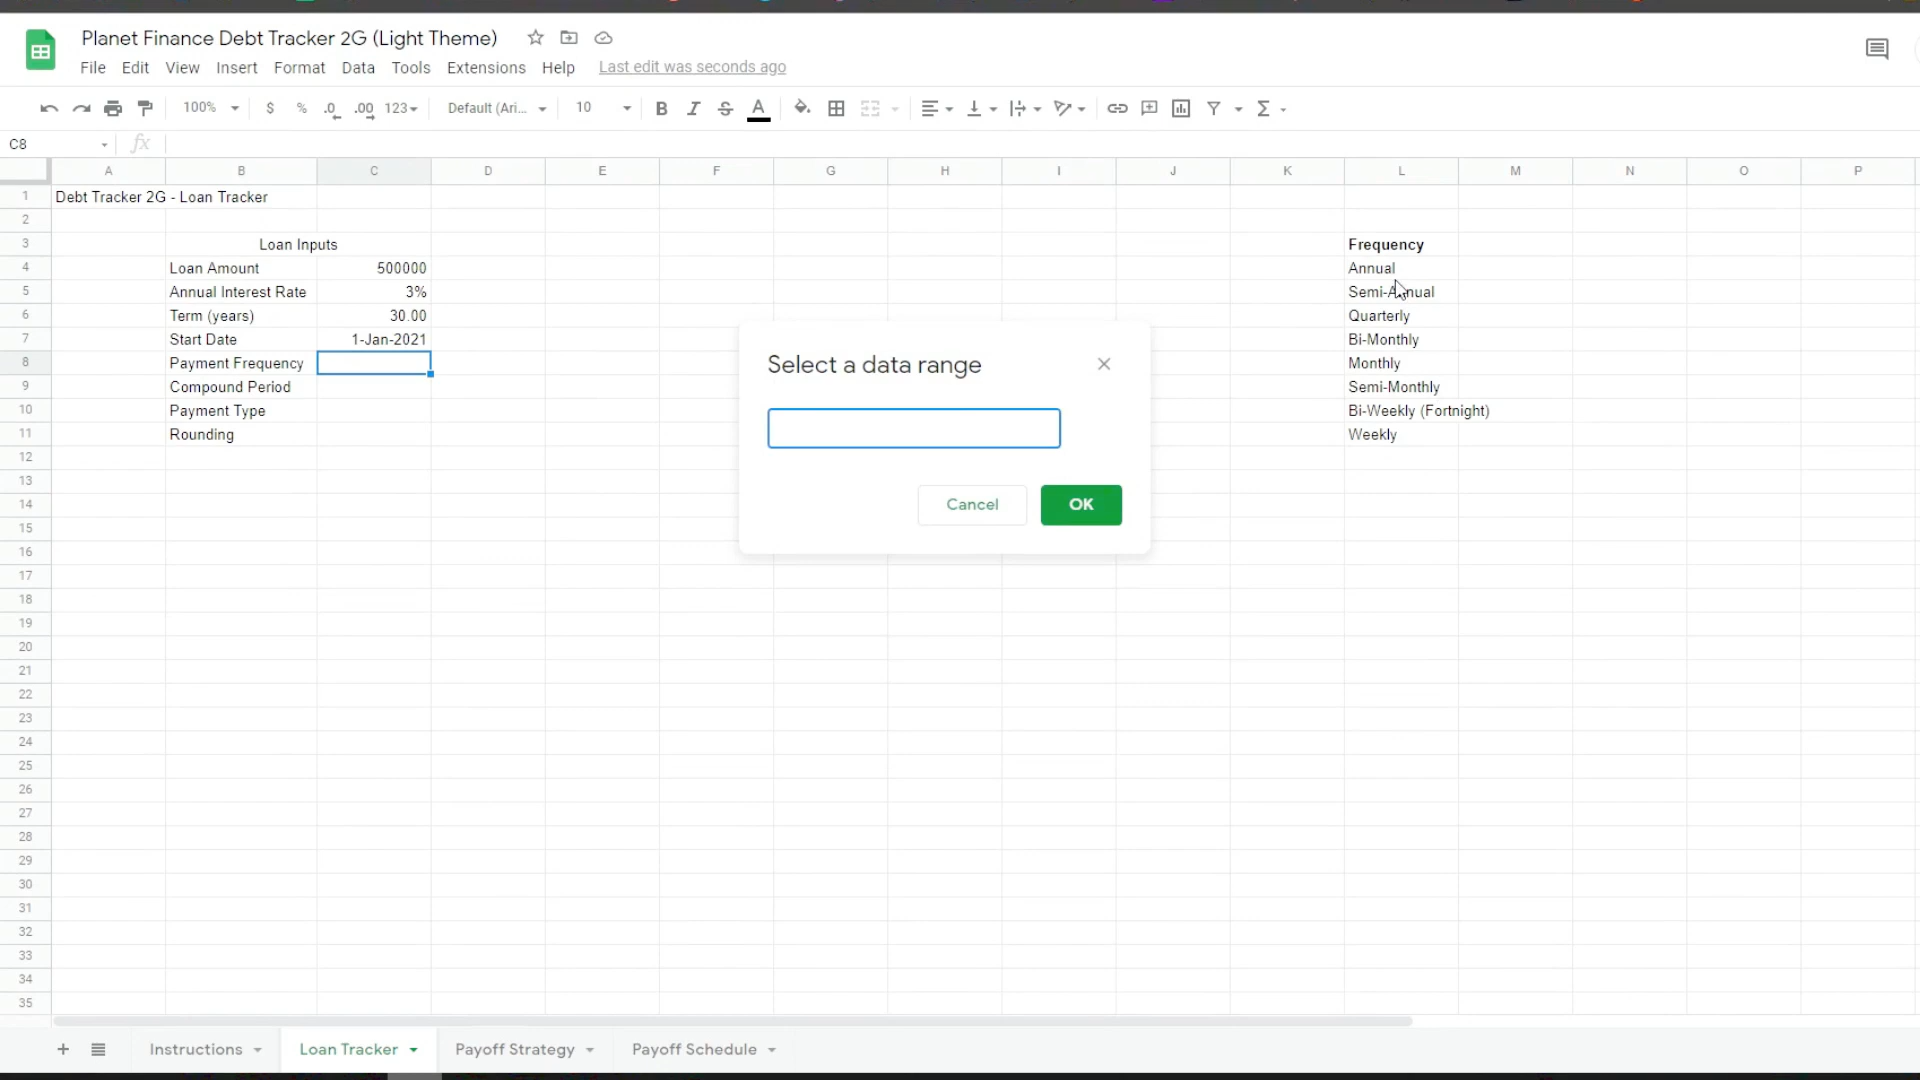 Planet Finance Debt Tracker 2G (Light Theme)
File Edit View Insert Format Data Tools Extensions Help Last edit was seconds ago
100% $ % .0 .00 123 Default (Ari... 10 B I S A Σ
C8 fx
A B C D E F G H I J K L M N O P
1 Debt Tracker 2G - Loan Tracker
2
3 Loan Inputs Frequency
4 Loan Amount 500000 Annual
5 Annual Interest Rate 3% Semi-Annual
6 Term (years) 30.00 Quarterly
7 Start Date 1-Jan-2021 Bi-Monthly
8 Payment Frequency Monthly
9 Compound Period Semi-Monthly
10 Payment Type Bi-Weekly (Fortnight)
11 Rounding Weekly
Select a data range
Cancel OK
12
13
14
15
16
17
18
19
20
21
22
23
24
25
26
27
28
29
30
31
32
33
34
35
+ Instructions Loan Tracker Payoff Strategy Payoff Schedule